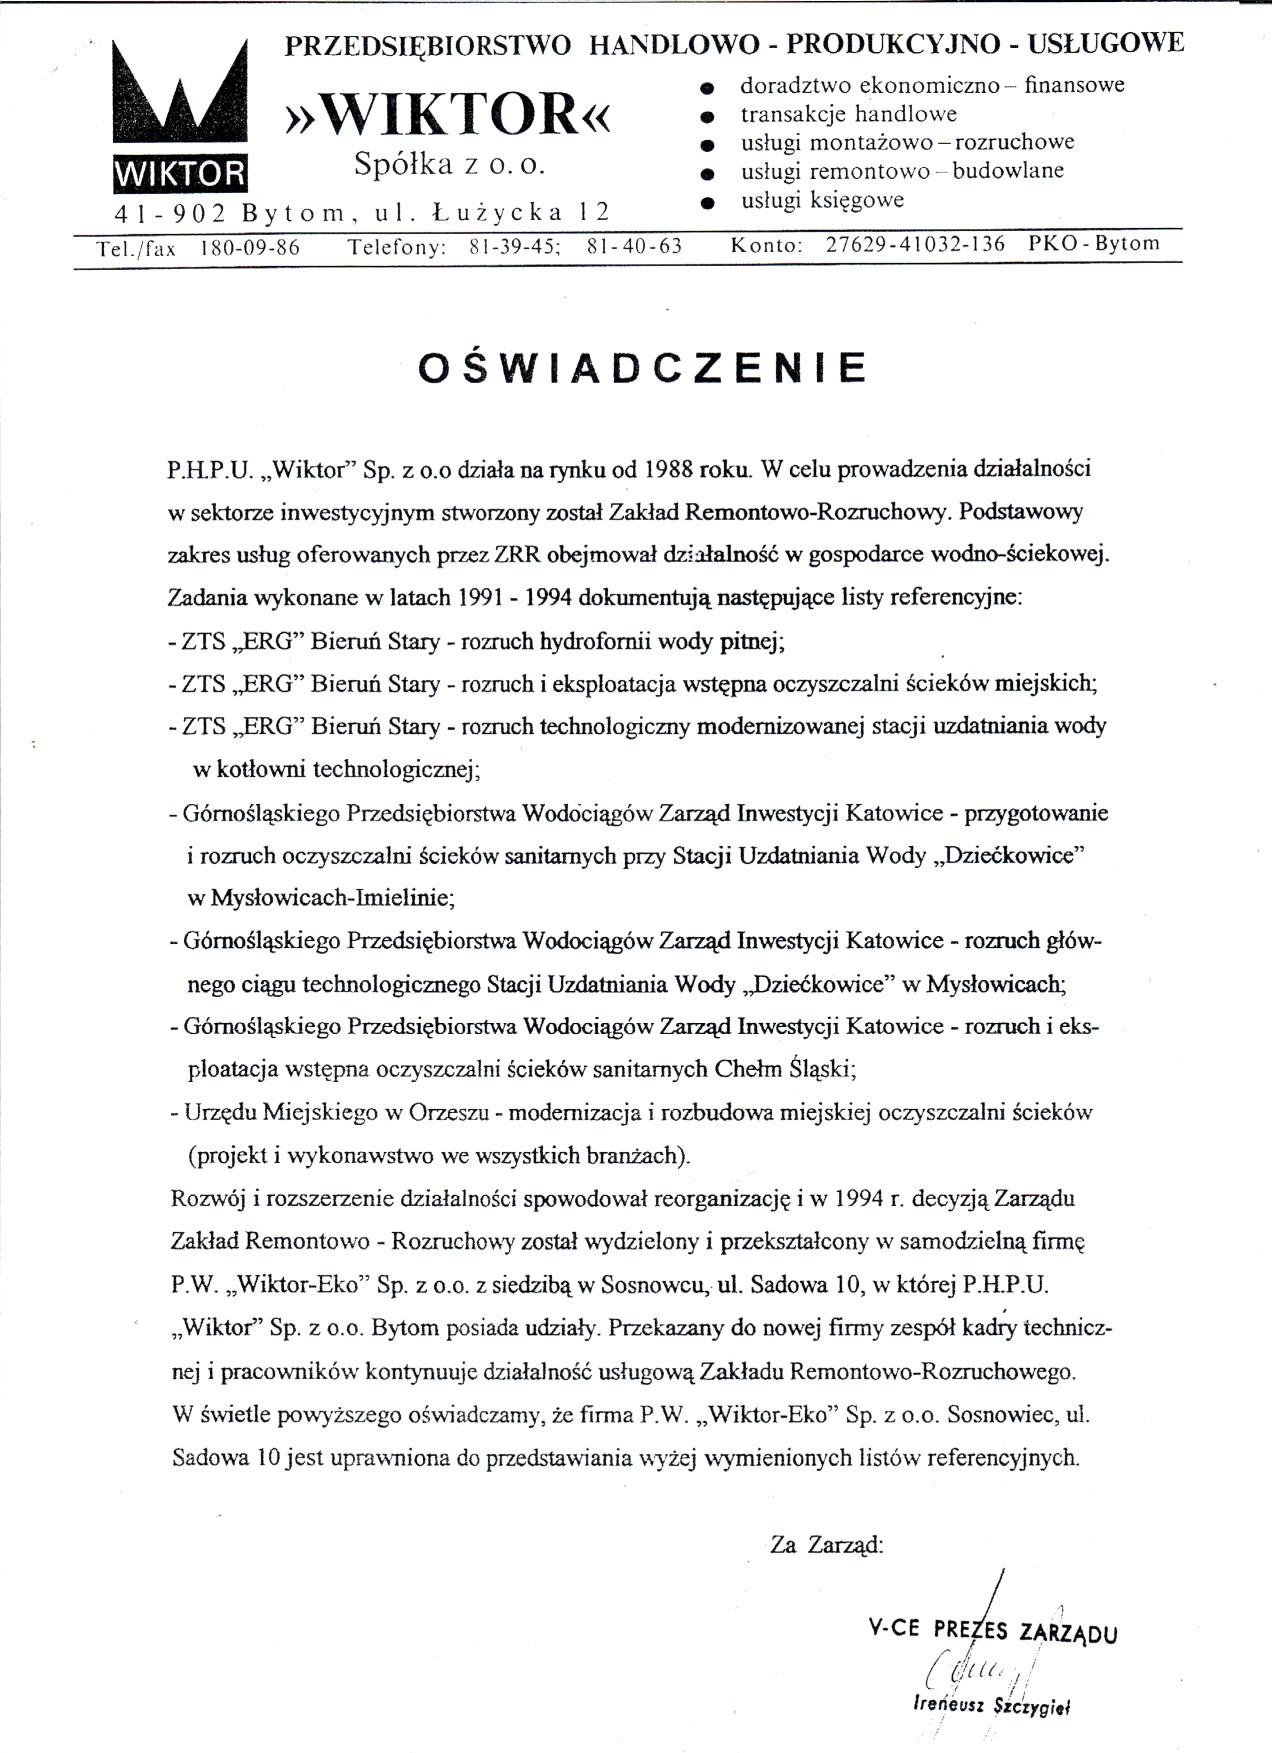 PRZEDSIĘBIORSTWO HANDLOWO - PRODUKCYJNO - USŁUGOWE
WIKTOR
»WIKTOR«
Spółka z o. o.
41-902 Bytom, ul. Łużycka 12
● doradztwo ekonomiczno – finansowe
● transakcje handlowe
● usługi montażowo – rozruchowe
● usługi remontowo – budowlane
● usługi księgowe
Tel./fax 180-09-86 Telefony: 81-39-45; 81-40-63 Konto: 27629-41032-136 PKO - Bytom
OŚWIADCZENIE
P.H.P.U. „Wiktor” Sp. z o.o działa na rynku od 1988 roku. W celu prowadzenia działalności
w sektorze inwestycyjnym stworzony został Zakład Remontowo-Rozruchowy. Podstawowy
zakres usług oferowanych przez ZRR obejmował działalność w gospodarce wodno-ściekowej.
Zadania wykonane w latach 1991 - 1994 dokumentują następujące listy referencyjne:
- ZTS „ERG” Bieruń Stary - rozruch hydrofornii wody pitnej;
- ZTS „ERG” Bieruń Stary - rozruch i eksploatacja wstępna oczyszczalni ścieków miejskich;
- ZTS „ERG” Bieruń Stary - rozruch technologiczny modernizowanej stacji uzdatniania wody
w kotłowni technologicznej;
- Górnośląskiego Przedsiębiorstwa Wodociągów Zarząd Inwestycji Katowice - przygotowanie
i rozruch oczyszczalni ścieków sanitarnych przy Stacji Uzdatniania Wody „Dziećkowice”
w Mysłowicach-Imielinie;
- Górnośląskiego Przedsiębiorstwa Wodociągów Zarząd Inwestycji Katowice - rozruch głów-
nego ciągu technologicznego Stacji Uzdatniania Wody „Dziećkowice” w Mysłowicach;
- Górnośląskiego Przedsiębiorstwa Wodociągów Zarząd Inwestycji Katowice - rozruch i eks-
ploatacja wstępna oczyszczalni ścieków sanitarnych Chełm Śląski;
- Urzędu Miejskiego w Orzeszu - modernizacja i rozbudowa miejskiej oczyszczalni ścieków
(projekt i wykonawstwo we wszystkich branżach).
Rozwój i rozszerzenie działalności spowodował reorganizację i w 1994 r. decyzją Zarządu
Zakład Remontowo - Rozruchowy został wydzielony i przekształcony w samodzielną firmę
P.W. „Wiktor-Eko” Sp. z o.o. z siedzibą w Sosnowcu, ul. Sadowa 10, w której P.H.P.U.
„Wiktor” Sp. z o.o. Bytom posiada udziały. Przekazany do nowej firmy zespół kadry technicz-
nej i pracowników kontynuuje działalność usługową Zakładu Remontowo-Rozruchowego.
W świetle powyższego oświadczamy, że firma P.W. „Wiktor-Eko” Sp. z o.o. Sosnowiec, ul.
Sadowa 10 jest uprawniona do przedstawiania wyżej wymienionych listów referencyjnych.
Za Zarząd:
V-CE PREZES ZARZĄDU
Ireneusz Szczygieł